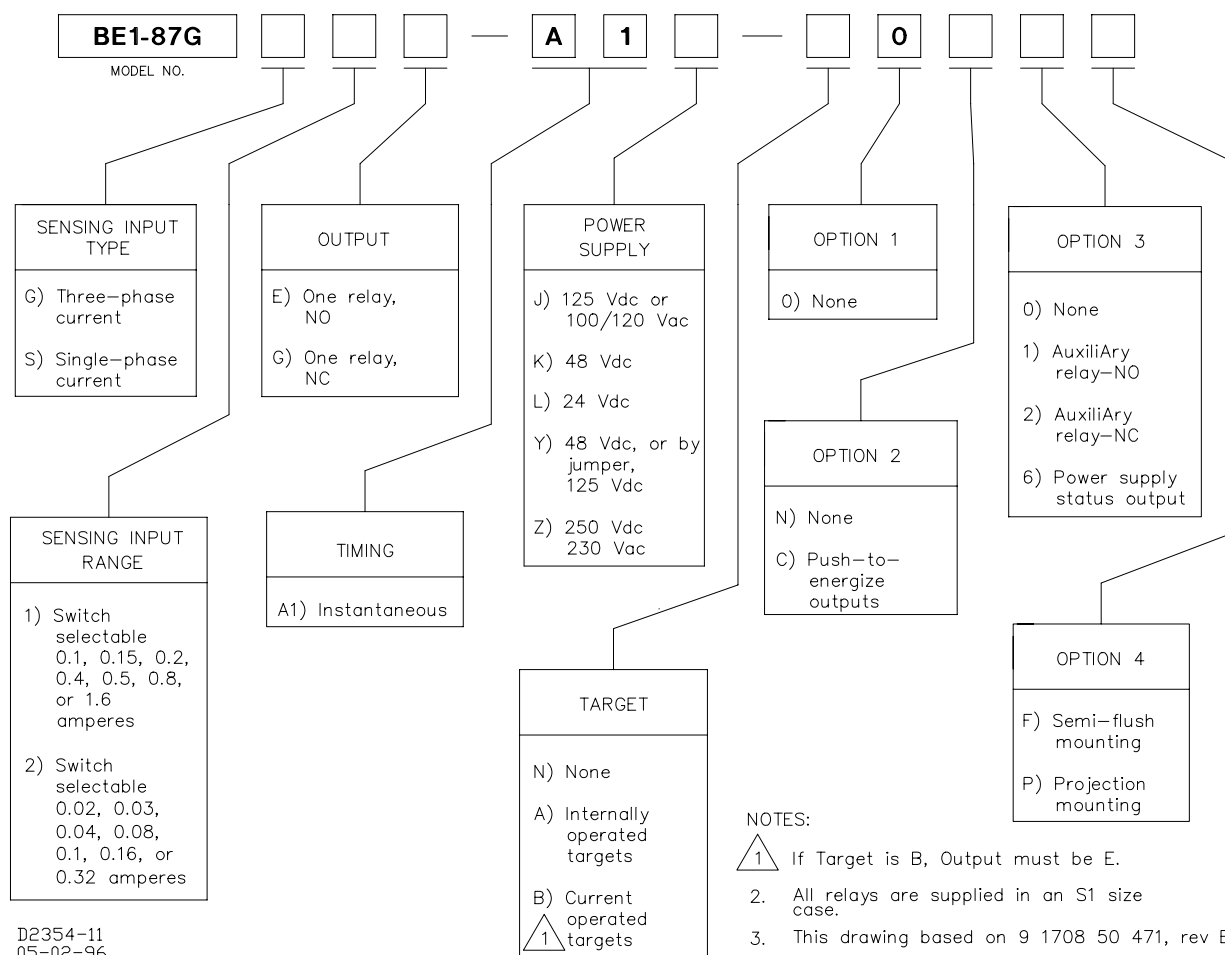 BE1-87G — A 1 — 0
MODEL NO.
SENSING INPUT
TYPE
G) Three-phase
current
S) Single-phase
current
OUTPUT
E) One relay,
NO
G) One relay,
NC
POWER
SUPPLY
J) 125 Vdc or
100/120 Vac
K) 48 Vdc
L) 24 Vdc
Y) 48 Vdc, or by
jumper,
125 Vdc
Z) 250 Vdc
230 Vac
OPTION 1
0) None
OPTION 3
0) None
1) AuxiliAry
relay-NO
2) AuxiliAry
relay-NC
6) Power supply
status output
SENSING INPUT
RANGE
1) Switch
selectable
0.1, 0.15, 0.2,
0.4, 0.5, 0.8,
or 1.6
amperes
2) Switch
selectable
0.02, 0.03,
0.04, 0.08,
0.1, 0.16, or
0.32 amperes
TIMING
A1) Instantaneous
OPTION 2
N) None
C) Push-to-
energize
outputs
TARGET
N) None
A) Internally
operated
targets
B) Current
operated
1 targets
OPTION 4
F) Semi-flush
mounting
P) Projection
mounting
NOTES:
1 If Target is B, Output must be E.
2. All relays are supplied in an S1 size
case.
3. This drawing based on 9 1708 50 471, rev E
D2354-11
05-02-96